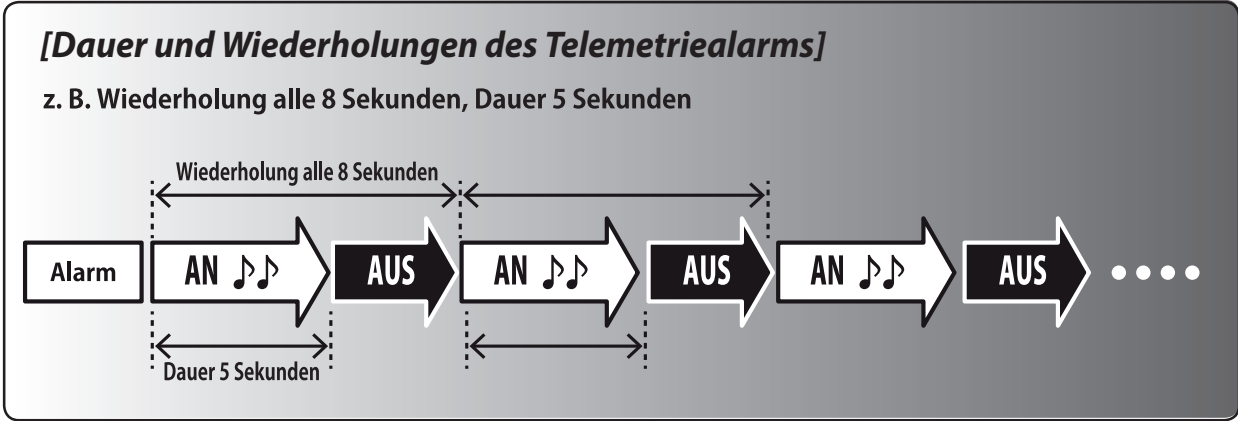 [Dauer und Wiederholungen des Telemetriealarms]
z. B. Wiederholung alle 8 Sekunden, Dauer 5 Sekunden
Wiederholung alle 8 Sekunden
Alarm AN ♪♪ AUS AN ♪♪ AUS AN ♪♪ AUS ••••
Dauer 5 Sekunden